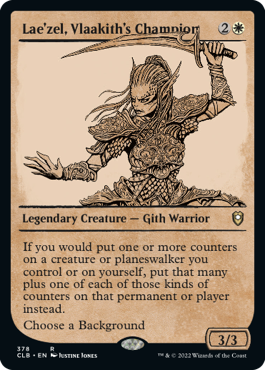 Lae'zel, Vlaakith's Champion 2
Legendary Creature — Gith Warrior
If you would put one or more counters
on a creature or planeswalker you
control or on yourself, put that many
plus one of each of those kinds of
counters on that permanent or player
instead.
Choose a Background
3/3
378 R
CLB • EN Justine Jones
™ & © 2022 Wizards of the Coast